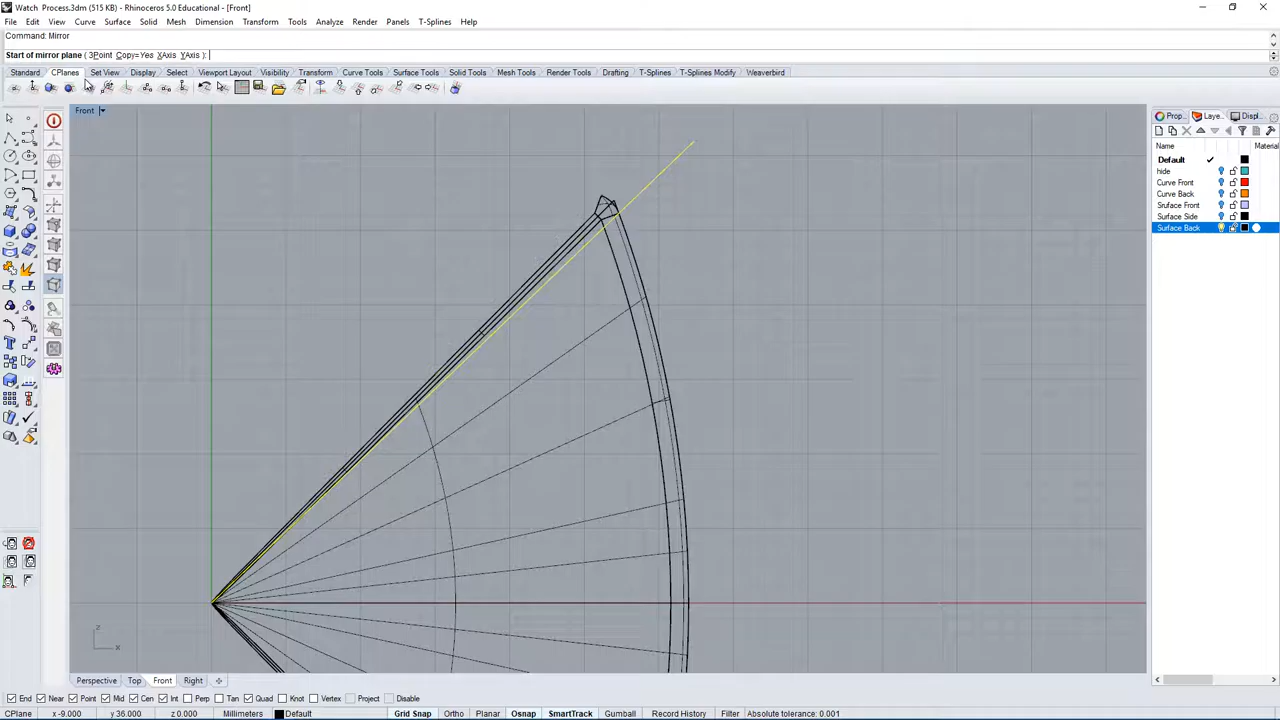 Watch Process.3dm (515 KB) - Rhinoceros 5.0 Educational - [Front]
File Edit View Curve Surface Solid Mesh Dimension Transform Tools Analyze Render Panels T-Splines Help
Command: Mirror
Start of mirror plane ( 3Point Copy=Yes XAxis YAxis ):
Standard CPlanes Set View Display Select Viewport Layout Visibility Transform Curve Tools Surface Tools Solid Tools Mesh Tools Render Tools Drafting T-Splines T-Splines Modify Weaverbird
Front
Prop... Laye... Displ...
Name Material
Default
hide
Curve Front
Curve Back
Sruface Front
Surface Side
Surface Back
z
x
Perspective Top Front Right
End Near Point Mid Cen Int Perp Tan Quad Knot Vertex Project Disable
CPlane x -9.000 y 36.000 z 0.000 Millimeters Default Grid Snap Ortho Planar Osnap SmartTrack Gumball Record History Filter Absolute tolerance: 0.001